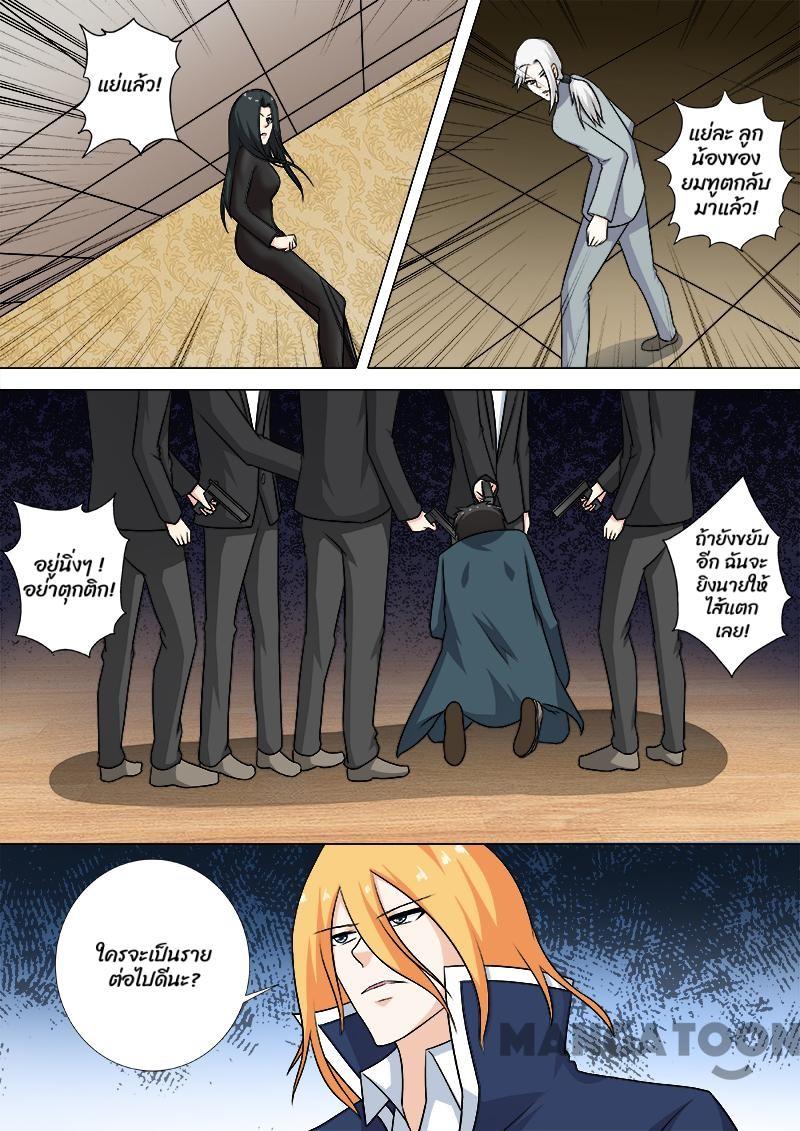 แย่แล้ว!
แย่ละ ลูก
น้องของ
ยมทูตกลับ
มาแล้ว!
อยู่นิ่งๆ !
อย่าตุกติก!
ถ้ายังขยับ
อีก ฉันจะ
ยิงนายให้
ไส้แตก
เลย!
ใครจะเป็นราย
ต่อไปดีนะ?
MANGATOON